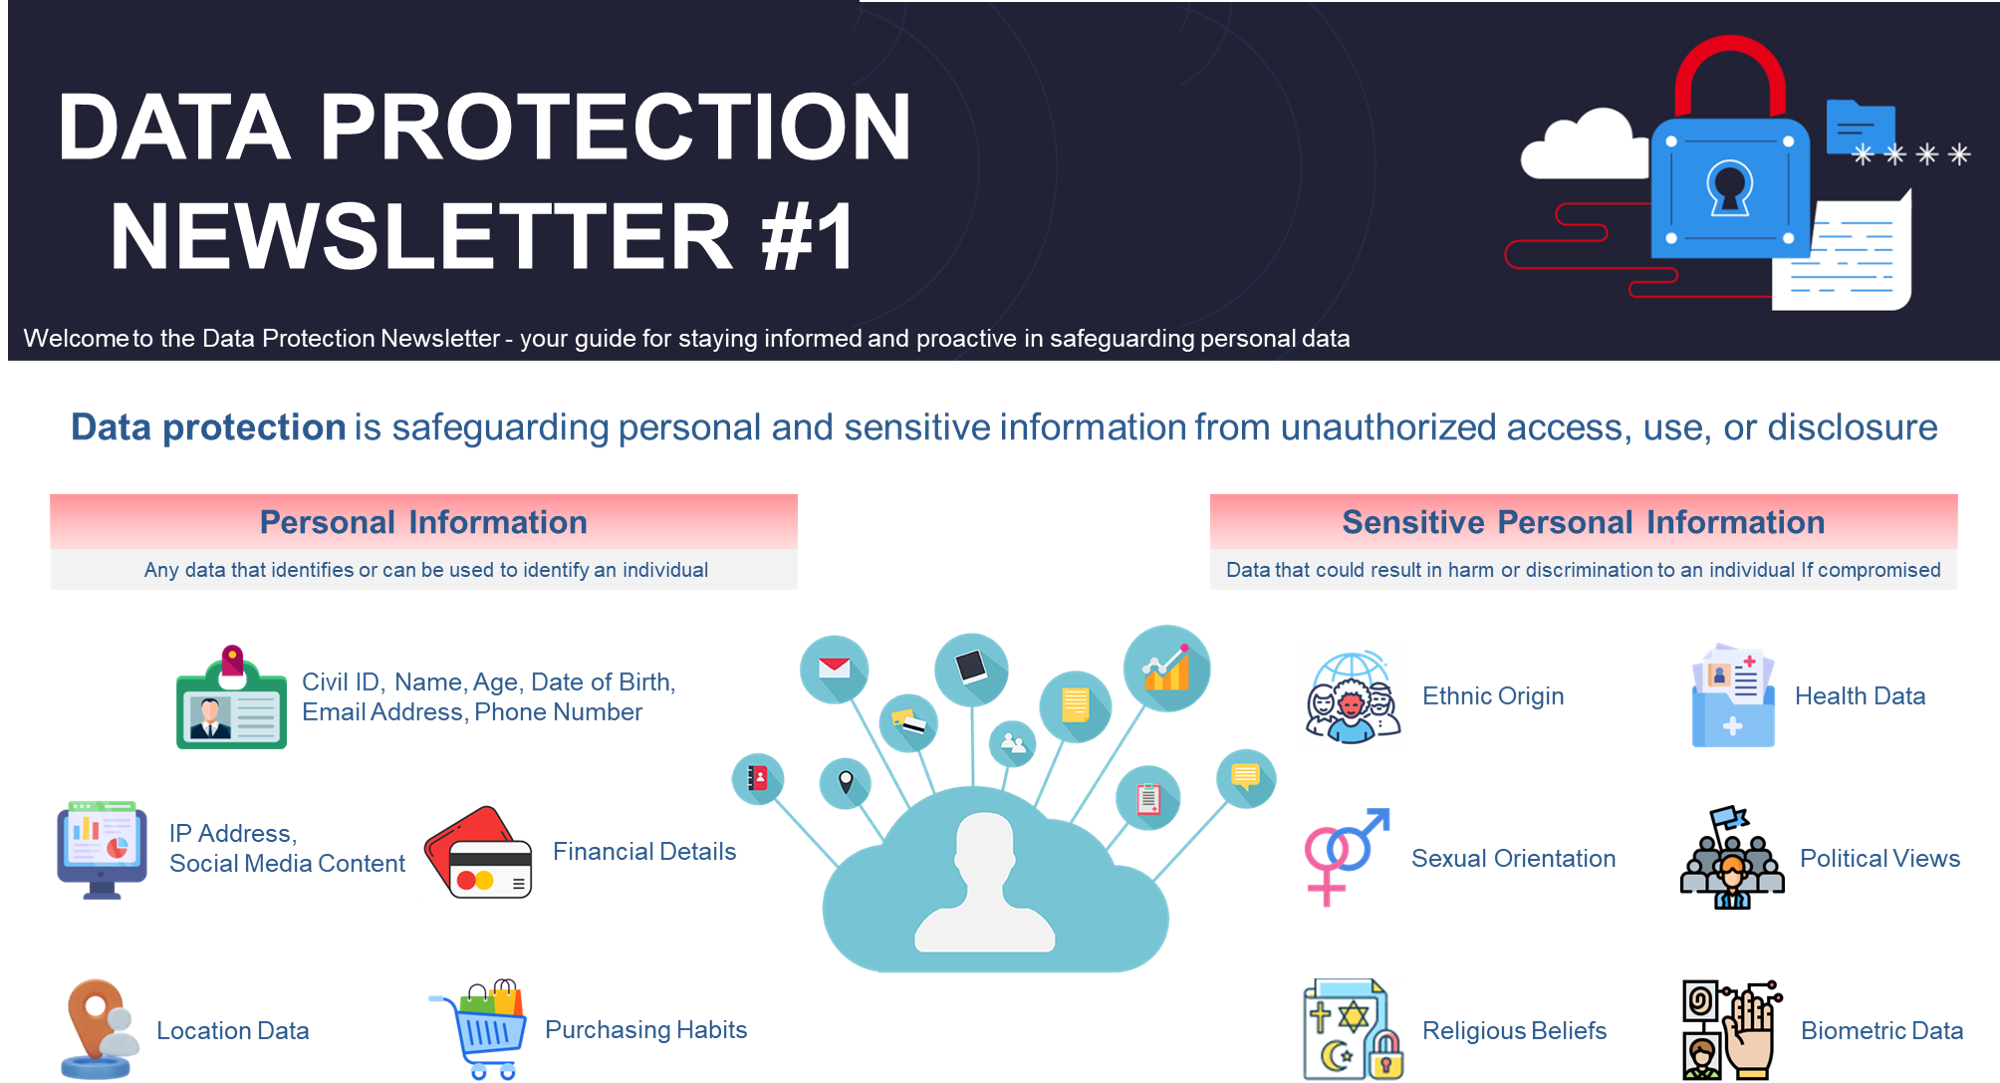 DATA PROTECTION
NEWSLETTER #1
Welcome to the Data Protection Newsletter - your guide for staying informed and proactive in safeguarding personal data
Data protection is safeguarding personal and sensitive information from unauthorized access, use, or disclosure
Personal Information
Any data that identifies or can be used to identify an individual
Civil ID, Name, Age, Date of Birth,
Email Address, Phone Number
IP Address,
Social Media Content
Financial Details
Location Data
Purchasing Habits
Sensitive Personal Information
Data that could result in harm or discrimination to an individual If compromised
Ethnic Origin
Health Data
Sexual Orientation
Political Views
Religious Beliefs
Biometric Data